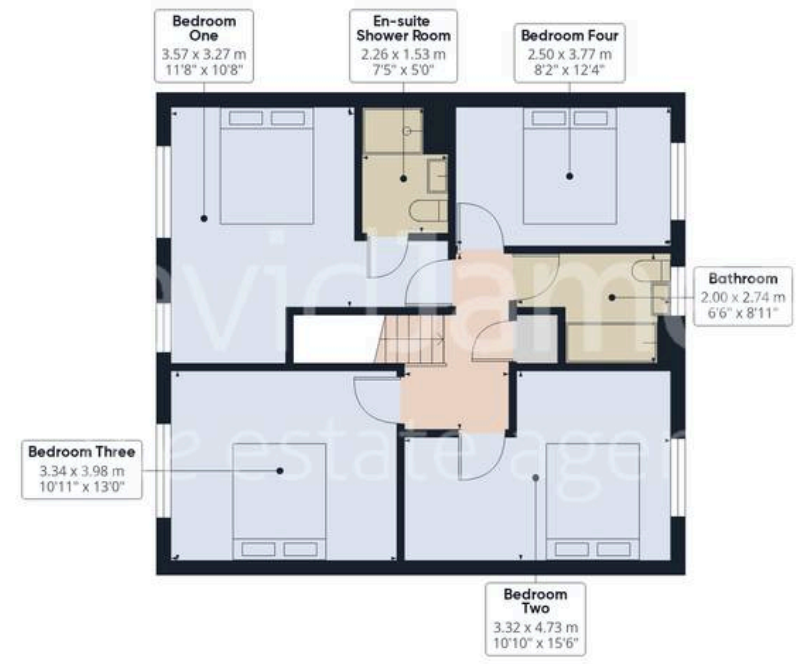 Bedroom
One
3.57 x 3.27 m
11'8" x 10'8"
En-suite
Shower Room
2.26 x 1.53 m
7'5" x 5'0"
Bedroom Four
2.50 x 3.77 m
8'2" x 12'4"
Bathroom
2.00 x 2.74 m
6'6" x 8'11"
Bedroom Three
3.34 x 3.98 m
10'11" x 13'0"
Bedroom
Two
3.32 x 4.73 m
10'10" x 15'6"
estate